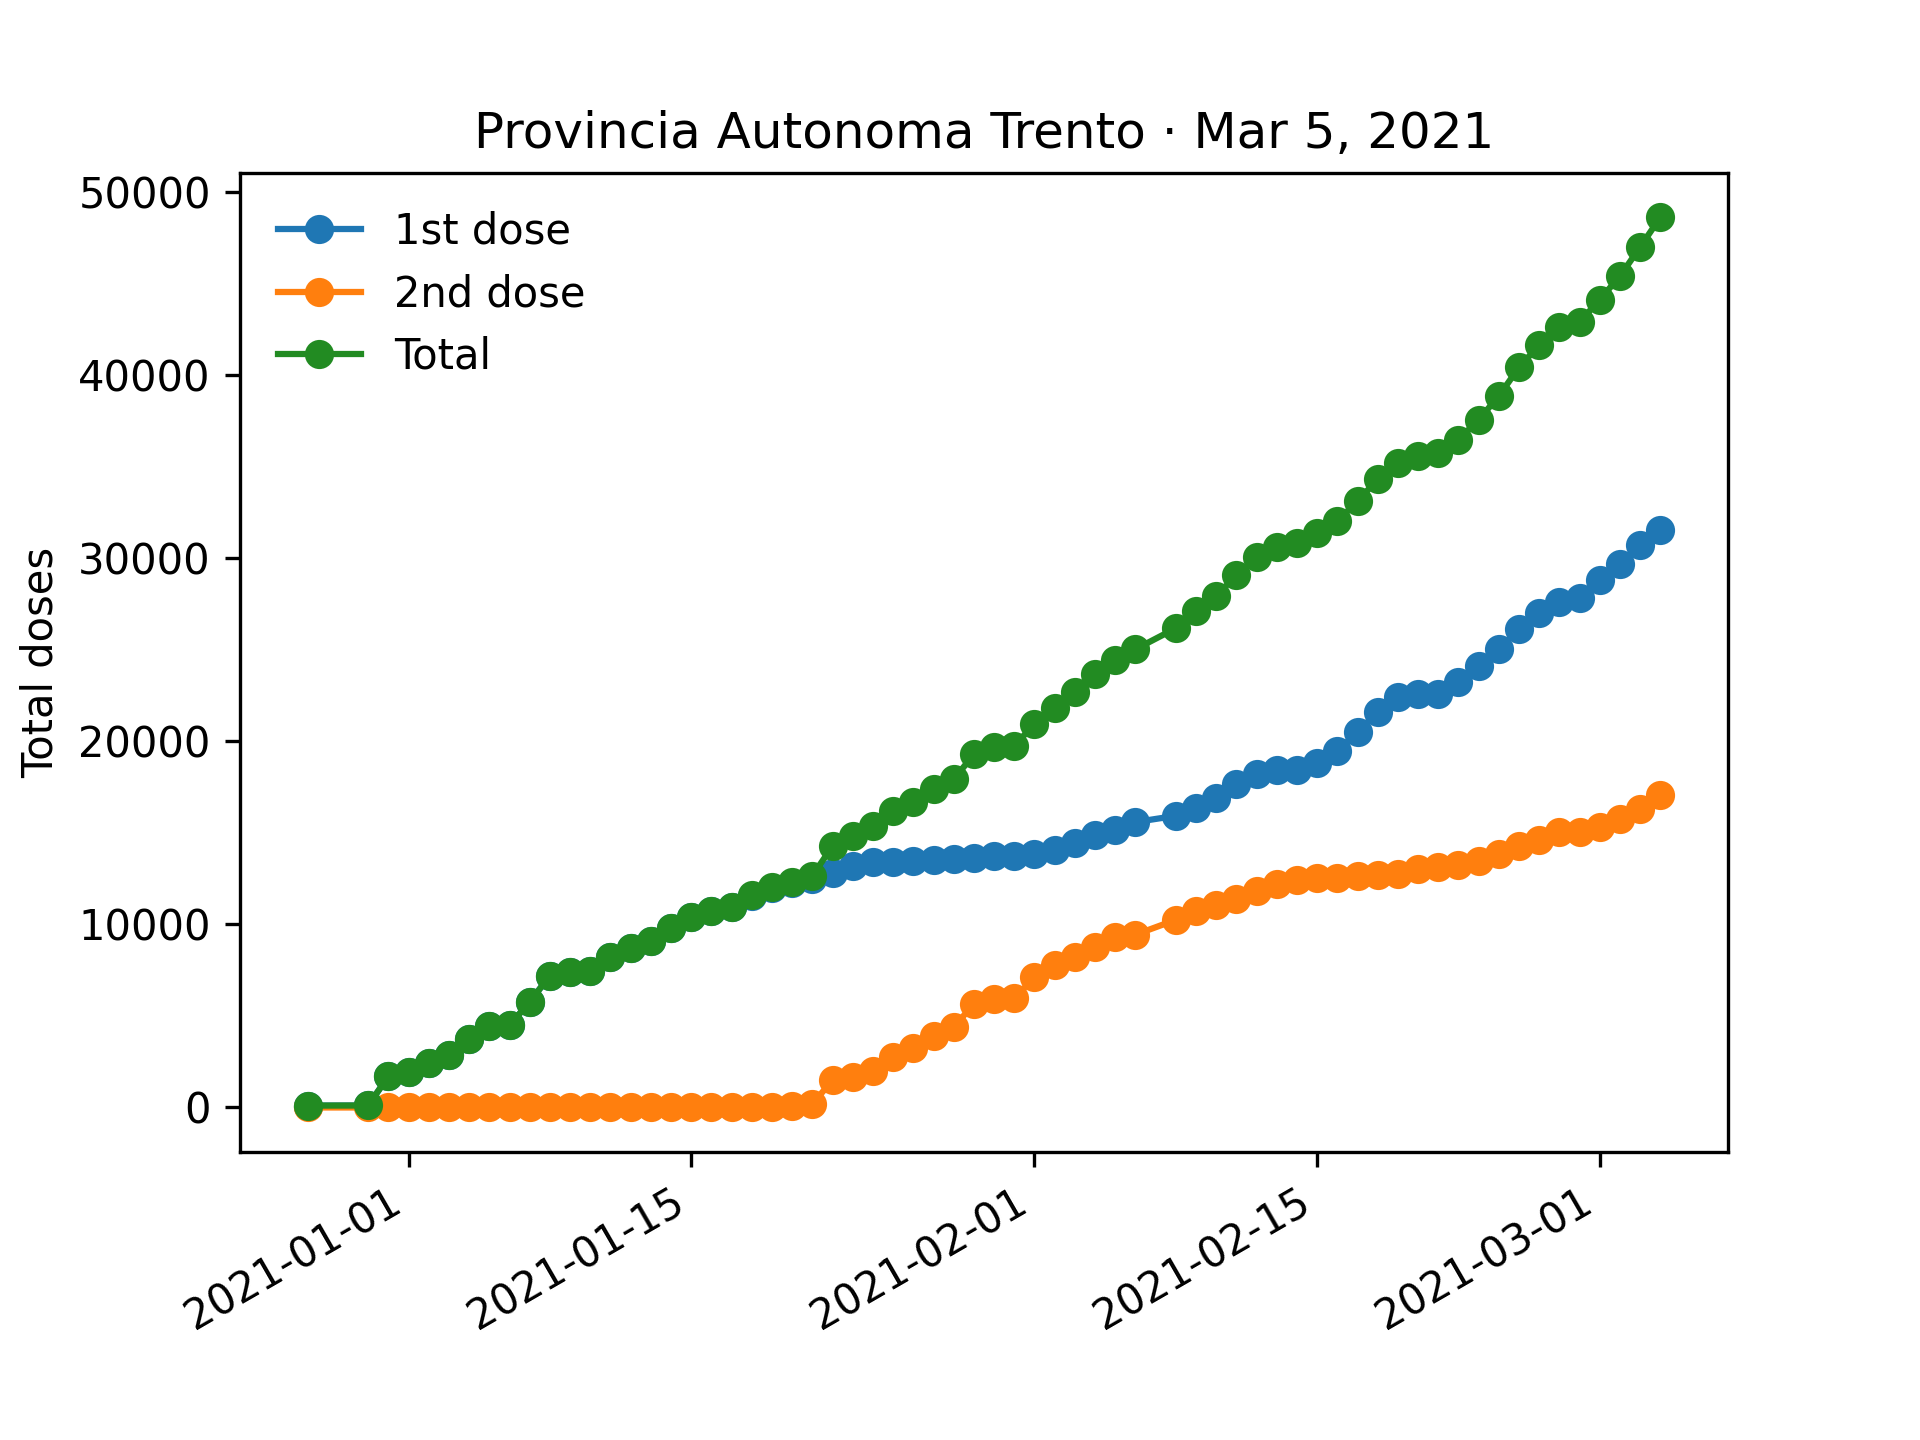 Provincia Autonoma Trento · Mar 5, 2021
50000
40000
30000
20000
10000
0
Total doses
1st dose
2nd dose
Total
2021-01-01
2021-01-15
2021-02-01
2021-02-15
2021-03-01